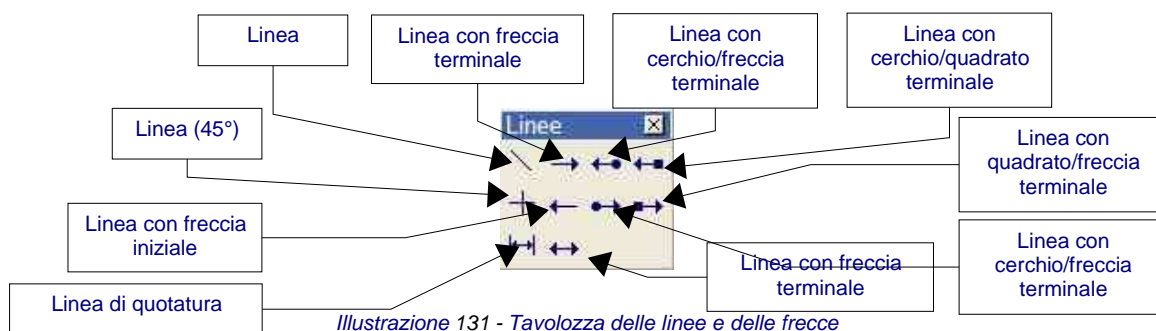 Linea
Linea con freccia
terminale
Linea con
cerchio/freccia
terminale
Linea con
cerchio/quadrato
terminale
Linea (45°)
Linee
Linea con
quadrato/freccia
terminale
Linea con freccia
iniziale
Linea con freccia
terminale
Linea con
cerchio/freccia
terminale
Linea di quotatura
Illustrazione 131 - Tavolozza delle linee e delle frecce